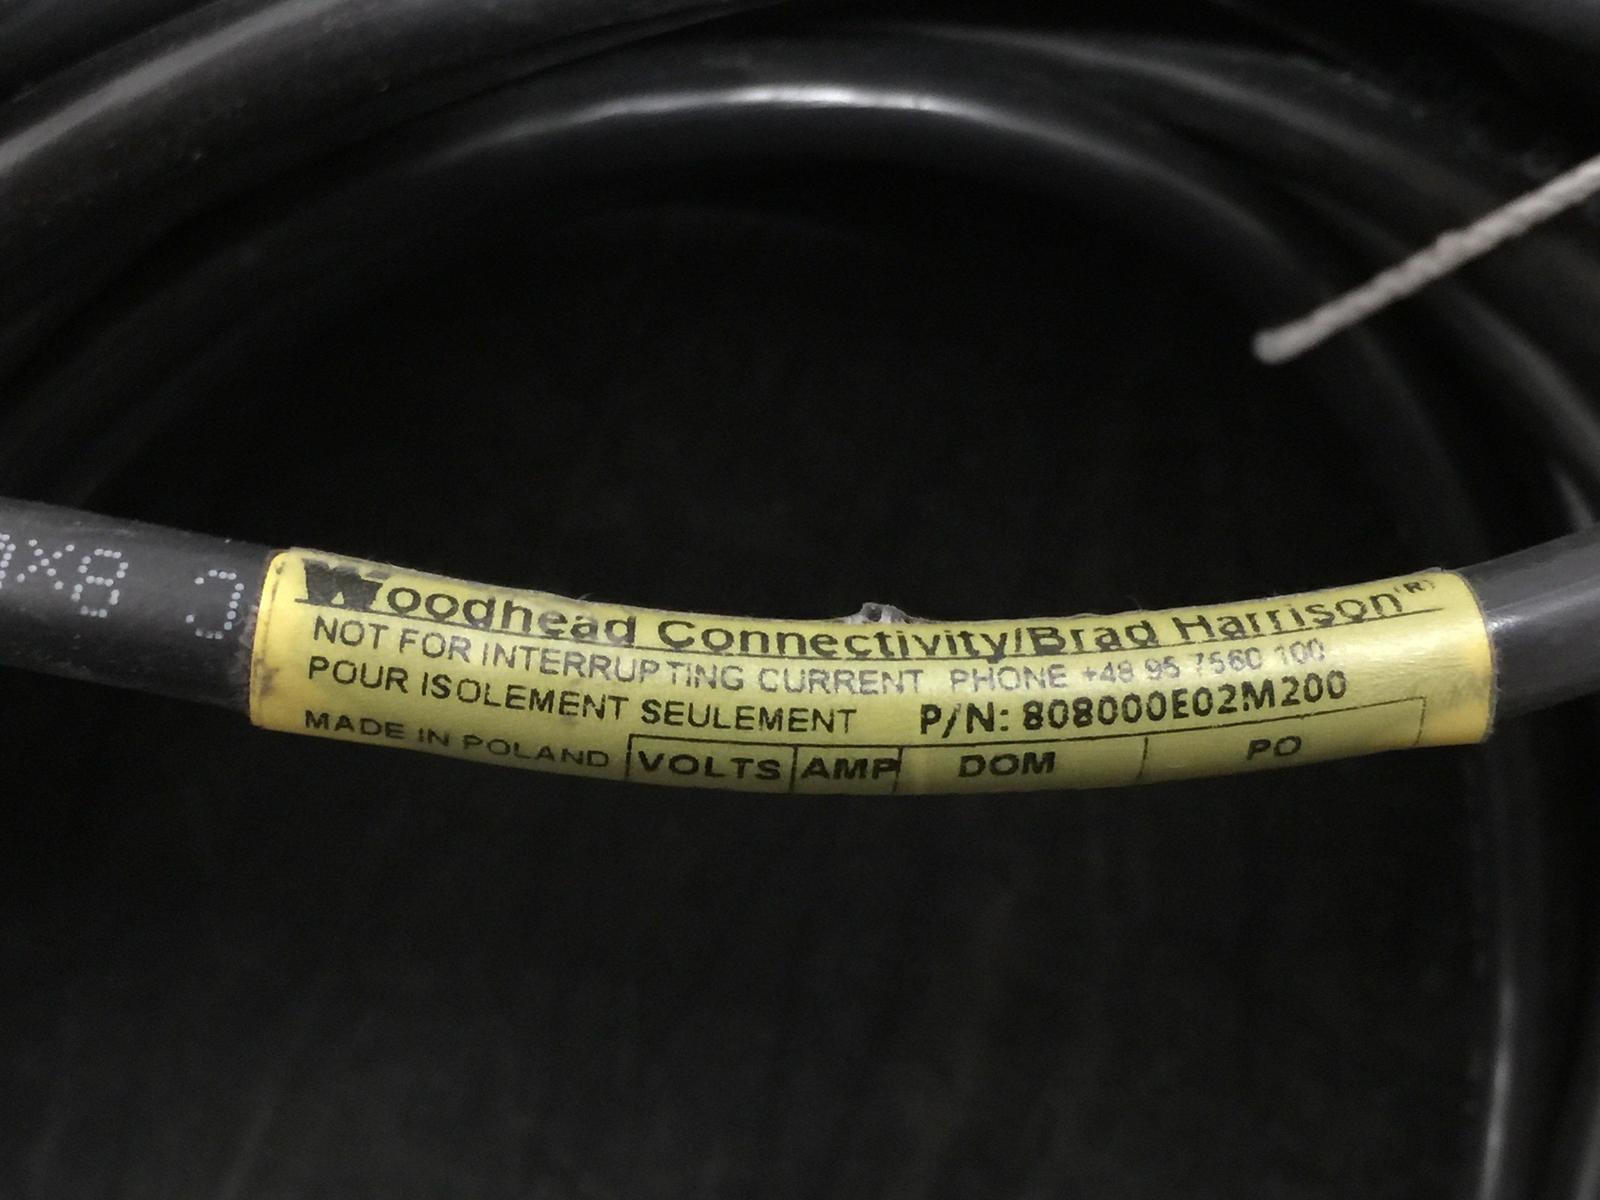 Woodhead Connectivity/Brad Harrison(R)
NOT FOR INTERRUPTING CURRENT PHONE +48 95 7560 100
POUR ISOLEMENT SEULEMENT P/N: 808000E02M200
MADE IN POLAND VOLTS AMP DOM PO